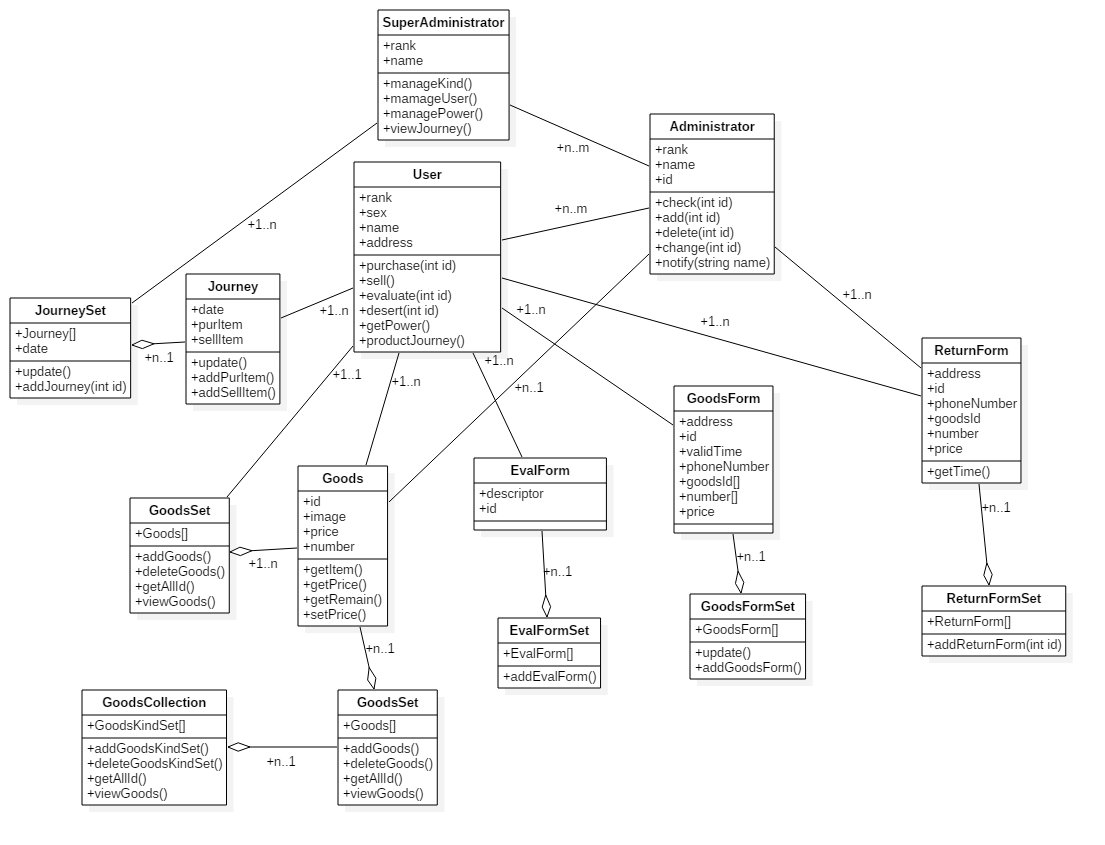 SuperAdministrator
+rank
+name
+manageKind()
+mamageUser()
+managePower()
+viewJourney()
Administrator
+rank
+name
+id
+check(int id)
+add(int id)
+delete(int id)
+change(int id)
+notify(string name)
+n..m
User
+rank
+sex
+name
+address
+purchase(int id)
+sell()
+evaluate(int id)
+desert(int id)
+getPower()
+productJourney()
+n..m
+1..n
JourneySet
+Journey[]
+date
+update()
+addJourney(int id)
+n..1
Journey
+date
+purItem
+sellItem
+update()
+addPurItem()
+addSellItem()
+1..n
+1..n
+1..n
+1..n
ReturnForm
+address
+id
+phoneNumber
+goodsId
+number
+price
+getTime()
+1..1
+1..n
+1..n
+n..1
GoodsForm
+address
+id
+validTime
+phoneNumber
+goodsId[]
+number[]
+price
GoodsSet
+Goods[]
+addGoods()
+deleteGoods()
+getAllId()
+viewGoods()
+1..n
Goods
+id
+image
+price
+number
+getItem()
+getPrice()
+getRemain()
+setPrice()
EvalForm
+descriptor
+id
+n..1
+n..1
+n..1
+n..1
EvalFormSet
+EvalForm[]
+addEvalForm()
GoodsFormSet
+GoodsForm[]
+update()
+addGoodsForm()
ReturnFormSet
+ReturnForm[]
+addReturnForm(int id)
GoodsCollection
+GoodsKindSet[]
+addGoodsKindSet()
+deleteGoodsKindSet()
+getAllId()
+viewGoods()
+n..1
GoodsSet
+Goods[]
+addGoods()
+deleteGoods()
+getAllId()
+viewGoods()